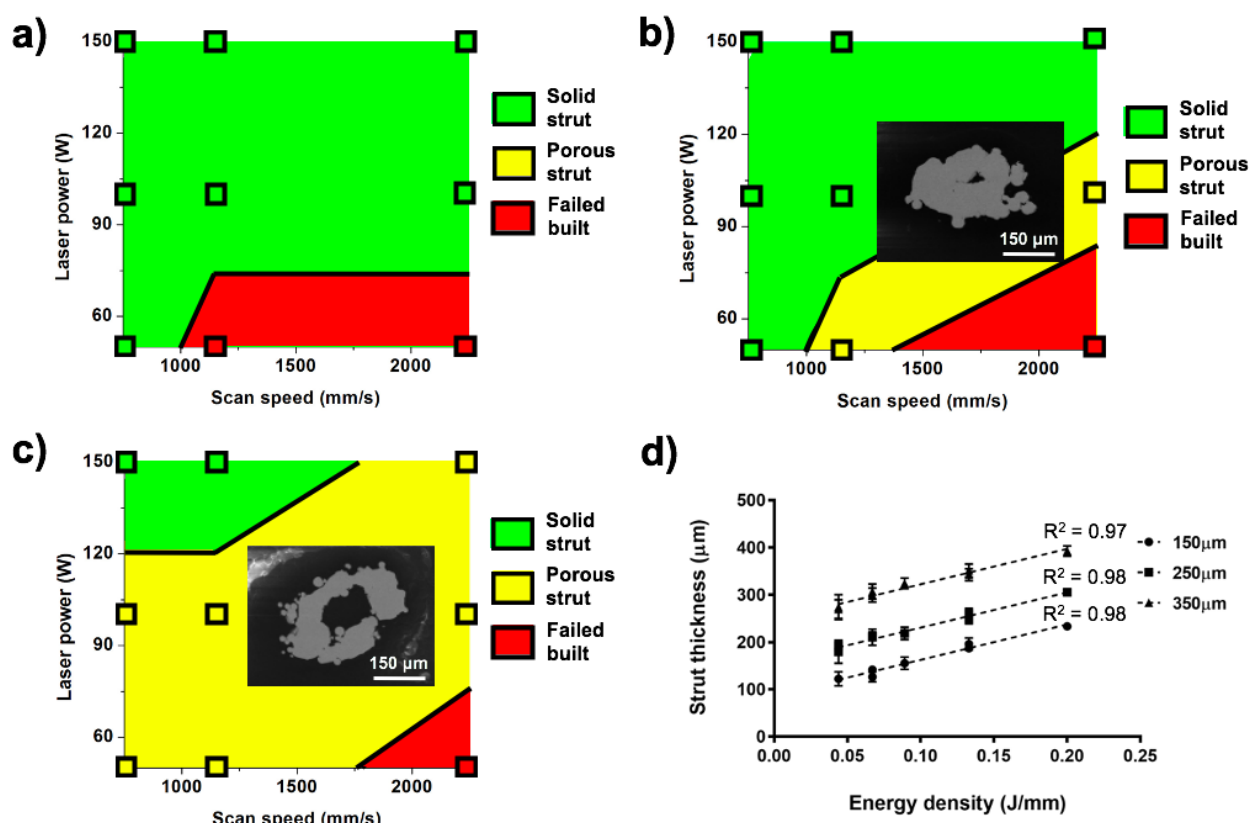 a)
150
120
90
60
Laser power (W)
1000 1500 2000
Scan speed (mm/s)
Solid
strut
Porous
strut
Failed
built
b)
150
120
90
60
Laser power (W)
150 µm
1000 1500 2000
Scan speed (mm/s)
Solid
strut
Porous
strut
Failed
built
c)
150
120
90
60
Laser power (W)
150 µm
1000 1500 2000
Scan speed (mm/s)
Solid
strut
Porous
strut
Failed
built
d)
500
400
300
200
100
0
Strut thickness (µm)
R² = 0.97
R² = 0.98
R² = 0.98
150µm
250µm
350µm
0.00 0.05 0.10 0.15 0.20 0.25
Energy density (J/mm)